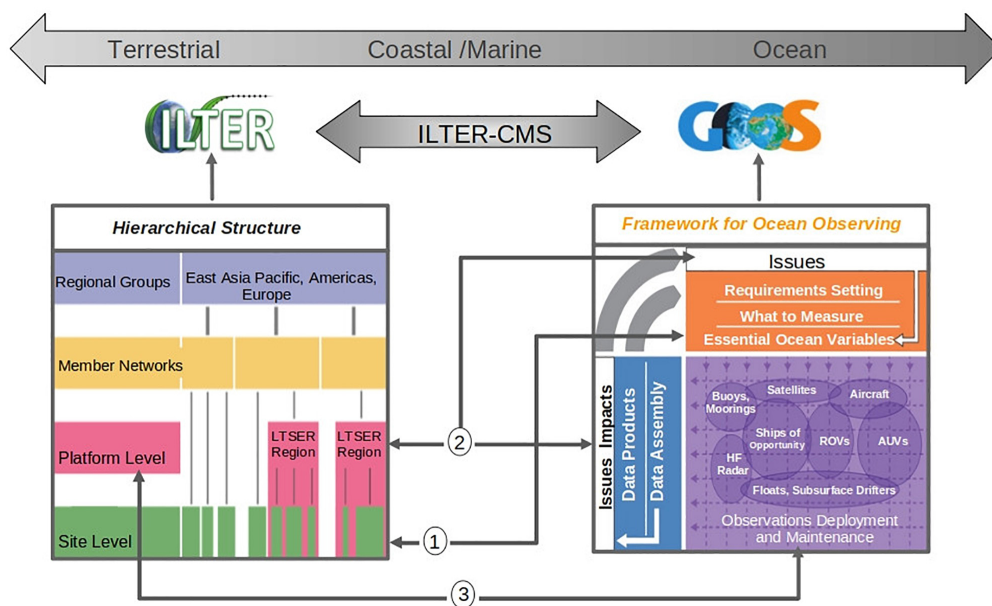 Terrestrial
Coastal /Marine
Ocean
ILTER
ILTER-CMS
GOOS
Hierarchical Structure
Regional Groups
East Asia Pacific, Americas,
Europe
Member Networks
Platform Level
LTSER
Region
LTSER
Region
Site Level
2
1
3
Framework for Ocean Observing
Issues
Requirements Setting
What to Measure
Essential Ocean Variables
Issues Impacts
Data Products
Data Assembly
Buoys,
Moorings
Satellites
Aircraft
Ships of
Opportunity
ROVs
AUVs
HF
Radar
Floats, Subsurface Drifters
Observations Deployment
and Maintenance